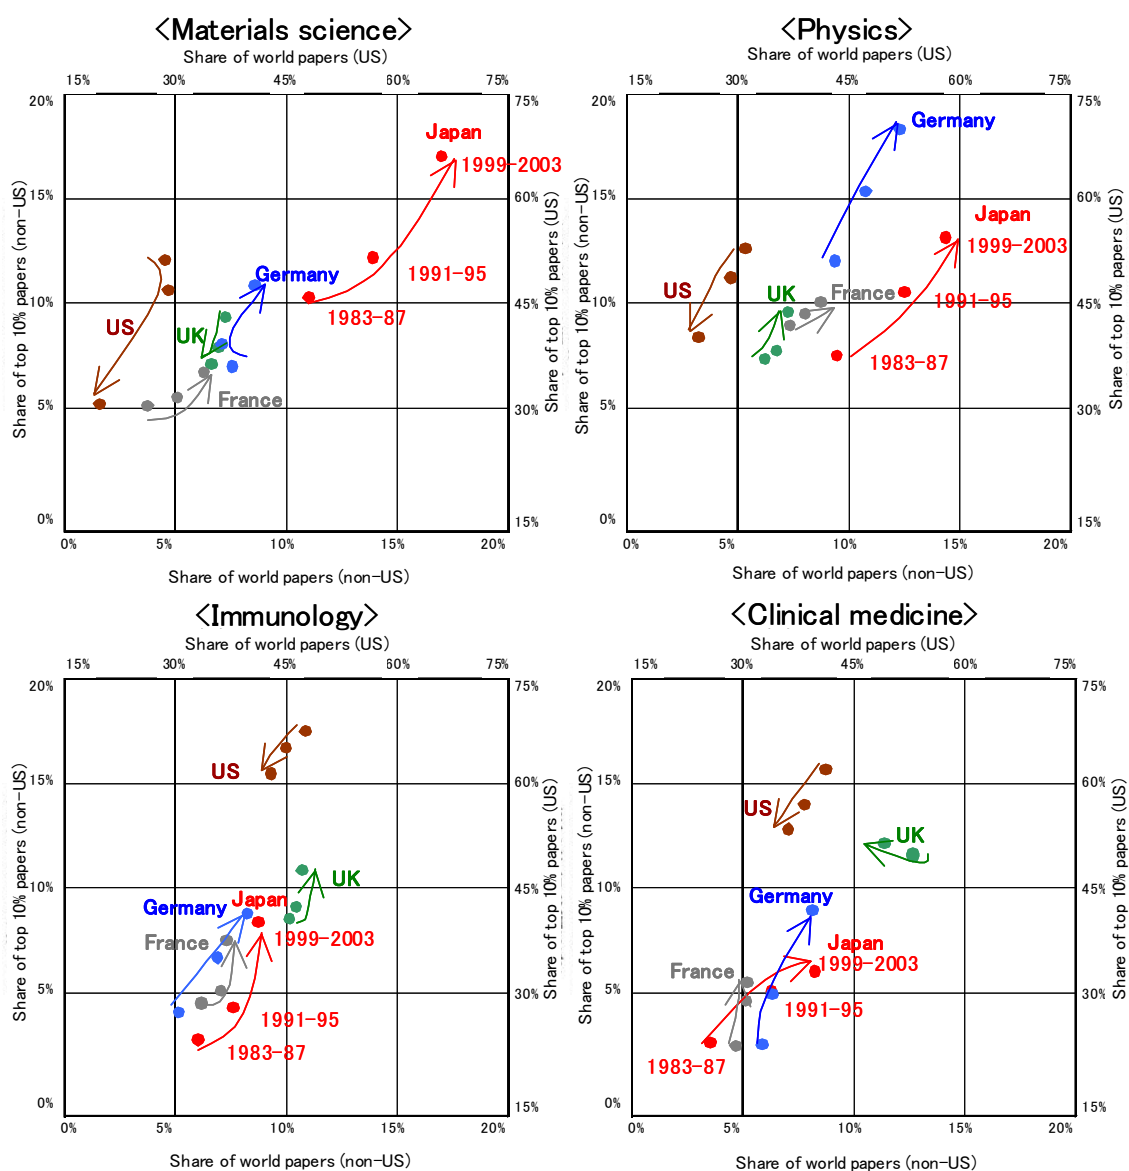 <Materials science>
Share of world papers (US)
15% 30% 45% 60% 75%
20% 75%
Japan
1999-2003
15% 60%
Germany
1991-95
10% 45%
1983-87
US
UK
France
5% 30%
0% 15%
0% 5% 10% 15% 20%
Share of top 10% papers (non-US)
Share of top 10% papers (US)
Share of world papers (non-US)
<Physics>
Share of world papers (US)
15% 30% 45% 60% 75%
20% 75%
Germany
15% 60%
Japan
1999-2003
US
UK
France
1991-95
10% 45%
1983-87
5% 30%
0% 15%
0% 5% 10% 15% 20%
Share of top 10% papers (non-US)
Share of top 10% papers (US)
Share of world papers (non-US)
<Immunology>
Share of world papers (US)
15% 30% 45% 60% 75%
20% 75%
US
15% 60%
UK
10% 45%
Germany
Japan
France
1999-2003
5% 30%
1991-95
1983-87
0% 15%
0% 5% 10% 15% 20%
Share of top 10% papers (non-US)
Share of top 10% papers (US)
Share of world papers (non-US)
<Clinical medicine>
Share of world papers (US)
15% 30% 45% 60% 75%
20% 75%
15% 60%
US
UK
10% 45%
Germany
Japan
France
1999-2003
5% 30%
1991-95
1983-87
0% 15%
0% 5% 10% 15% 20%
Share of top 10% papers (non-US)
Share of top 10% papers (US)
Share of world papers (non-US)